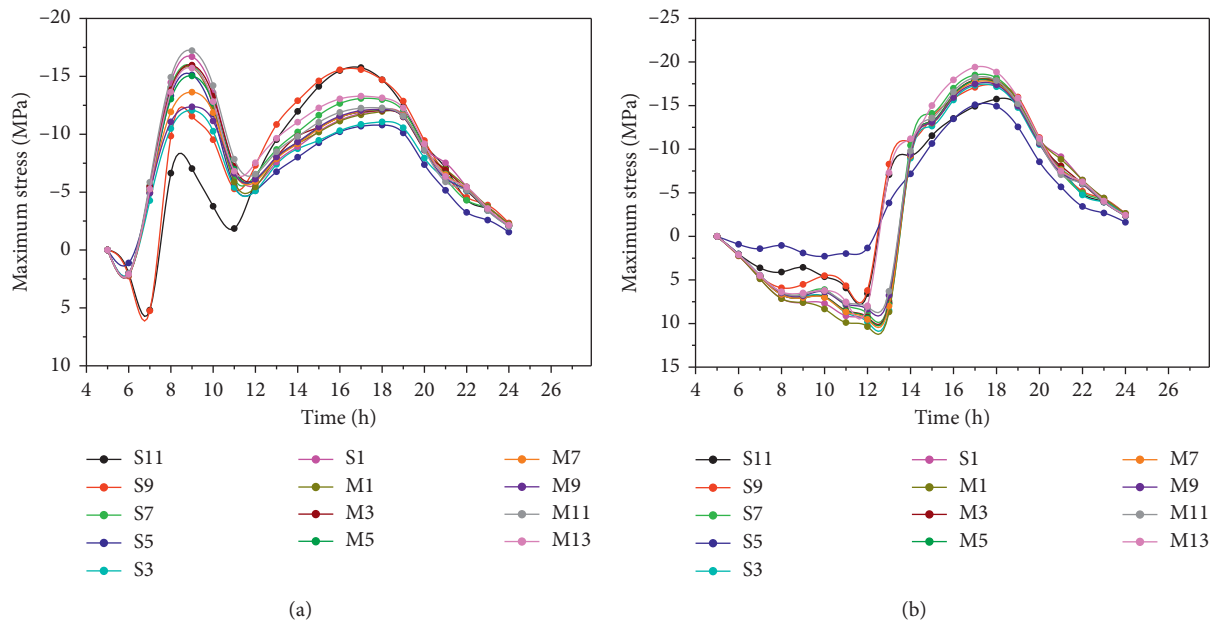 (a)
Maximum stress (MPa)
–20
–15
–10
–5
0
5
10
4 6 8 10 12 14 16 18 20 22 24 26
Time (h)
S11 S1 M7
S9 M1 M9
S7 M3 M11
S5 M5 M13
S3
(b)
Maximum stress (MPa)
–25
–20
–15
–10
–5
0
5
10
15
4 6 8 10 12 14 16 18 20 22 24 26
Time (h)
S11 S1 M7
S9 M1 M9
S7 M3 M11
S5 M5 M13
S3